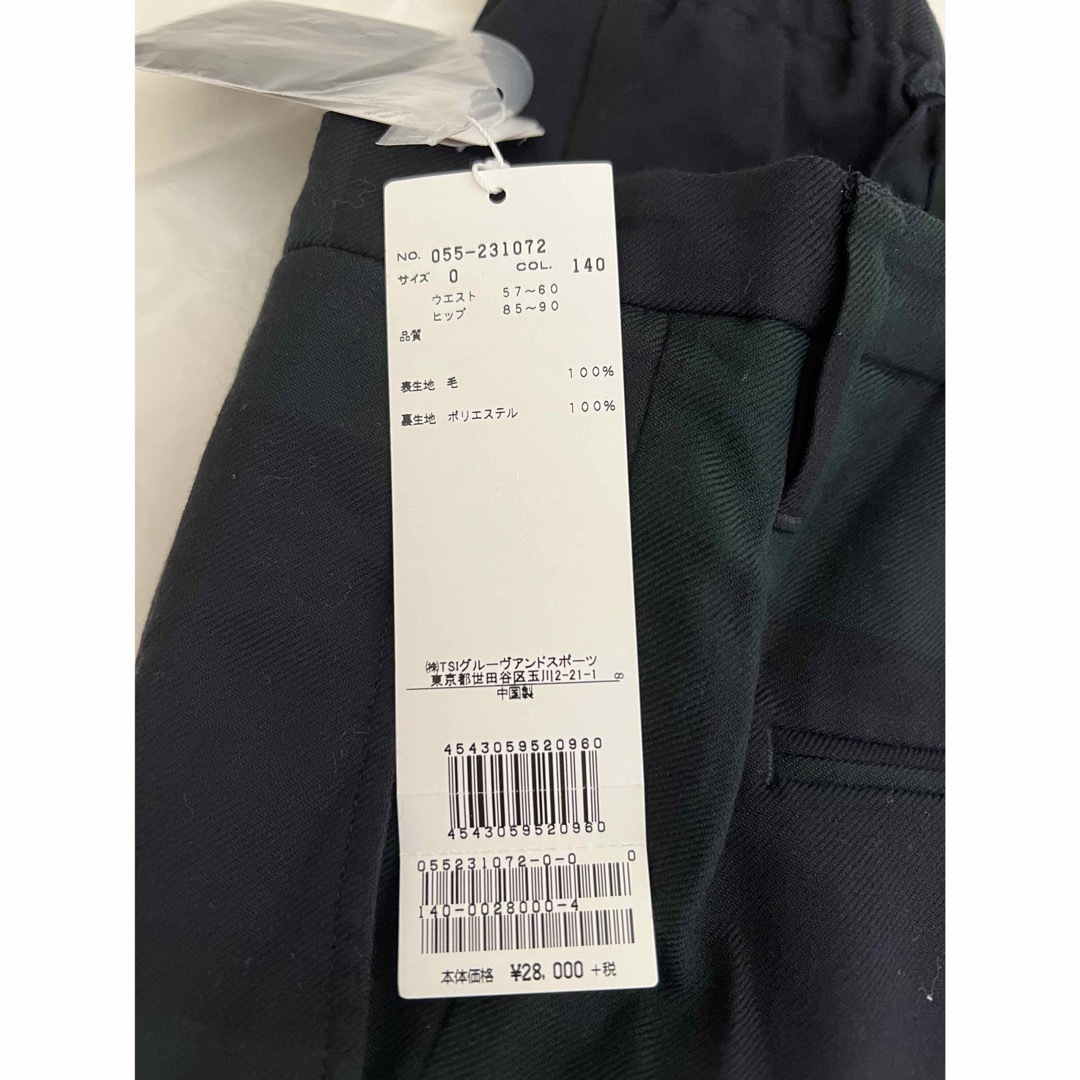 NO. 055-231072
サイズ 0 COL. 140
ウエスト 57〜60
ヒップ 85〜90
品質
表生地 毛 100%
裏生地 ポリエステル 100%
㈱TSIグルーヴアンドスポーツ
東京都世田谷区玉川2-21-1 8
中国製
4543059520960
4543059520960
055231072-0-0 0
140-0028000-4
本体価格 ¥28,000 +税